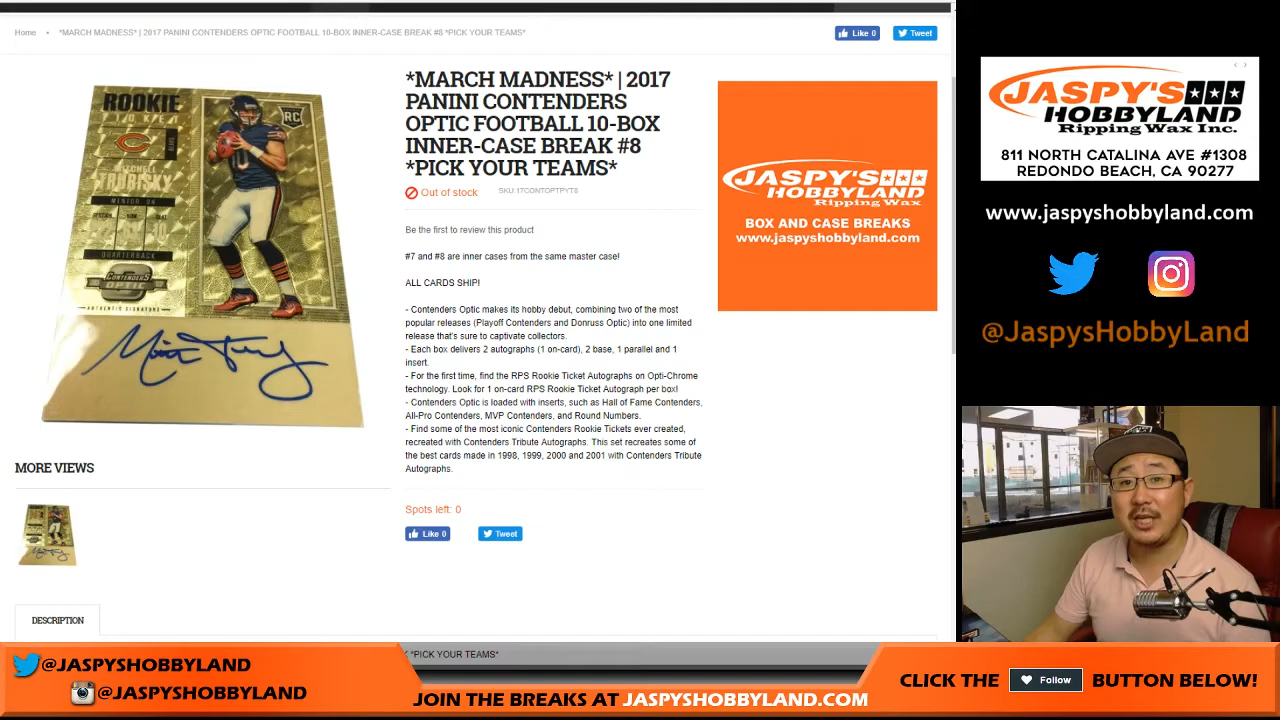 Home • *MARCH MADNESS* | 2017 PANINI CONTENDERS OPTIC FOOTBALL 10-BOX INNER-CASE BREAK #8 *PICK YOUR TEAMS*
Like 0
Tweet
ROOKIE
TICKET
RC
BEARS
MITCHELL
TRUBISKY
QUARTERBACK
CONTENDERS
OPTIC
AUTHENTIC SIGNATURE
*MARCH MADNESS* | 2017
PANINI CONTENDERS
OPTIC FOOTBALL 10-BOX
INNER-CASE BREAK #8
*PICK YOUR TEAMS*
Out of stock
SKU: 17CONTOPTPYT8
Be the first to review this product
#7 and #8 are inner cases from the same master case!
ALL CARDS SHIP!
- Contenders Optic makes its hobby debut, combining two of the most
popular releases (Playoff Contenders and Donruss Optic) into one limited
release that's sure to captivate collectors.
- Each box delivers 2 autographs (1 on-card), 2 base, 1 parallel and 1
insert.
- For the first time, find the RPS Rookie Ticket Autographs on Opti-Chrome
technology. Look for 1 on-card RPS Rookie Ticket Autograph per box!
- Contenders Optic is loaded with inserts, such as Hall of Fame Contenders,
All-Pro Contenders, MVP Contenders, and Round Numbers.
- Find some of the most iconic Contenders Rookie Tickets ever created,
recreated with Contenders Tribute Autographs. This set recreates some of
the best cards made in 1998, 1999, 2000 and 2001 with Contenders Tribute
Autographs.
Spots left: 0
Like 0
Tweet
MORE VIEWS
DESCRIPTION
JASPY'S
HOBBYLAND
Ripping Wax
BOX AND CASE BREAKS
www.jaspyshobbyland.com
JASPY'S
HOBBYLAND
Ripping Wax Inc.
811 NORTH CATALINA AVE #1308
REDONDO BEACH, CA 90277
www.jaspyshobbyland.com
@JaspysHobbyLand
*PICK YOUR TEAMS*
@JASPYSHOBBYLAND
@JASPYSHOBBYLAND
JOIN THE BREAKS AT JASPYSHOBBYLAND.COM
CLICK THE Follow BUTTON BELOW!